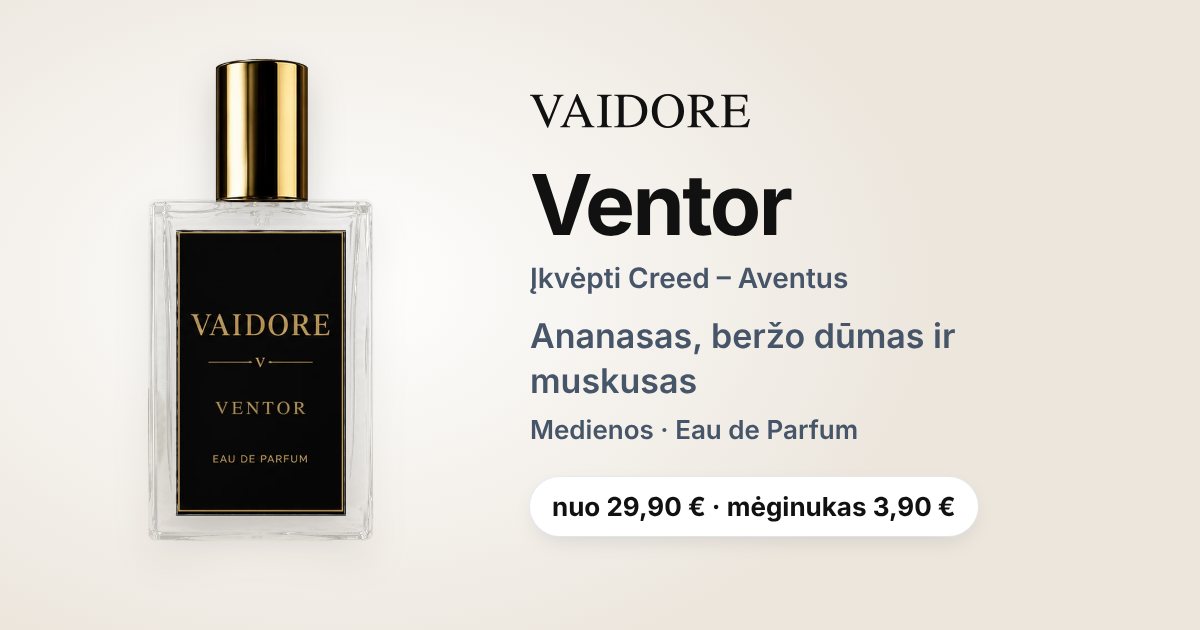 VAIDORE
V
VENTOR
EAU DE PARFUM
VAIDORE
Ventor
Įkvėpti Creed – Aventus
Ananasas, beržo dūmas ir
muskusas
Medienos · Eau de Parfum
nuo 29,90 € · mėginukas 3,90 €